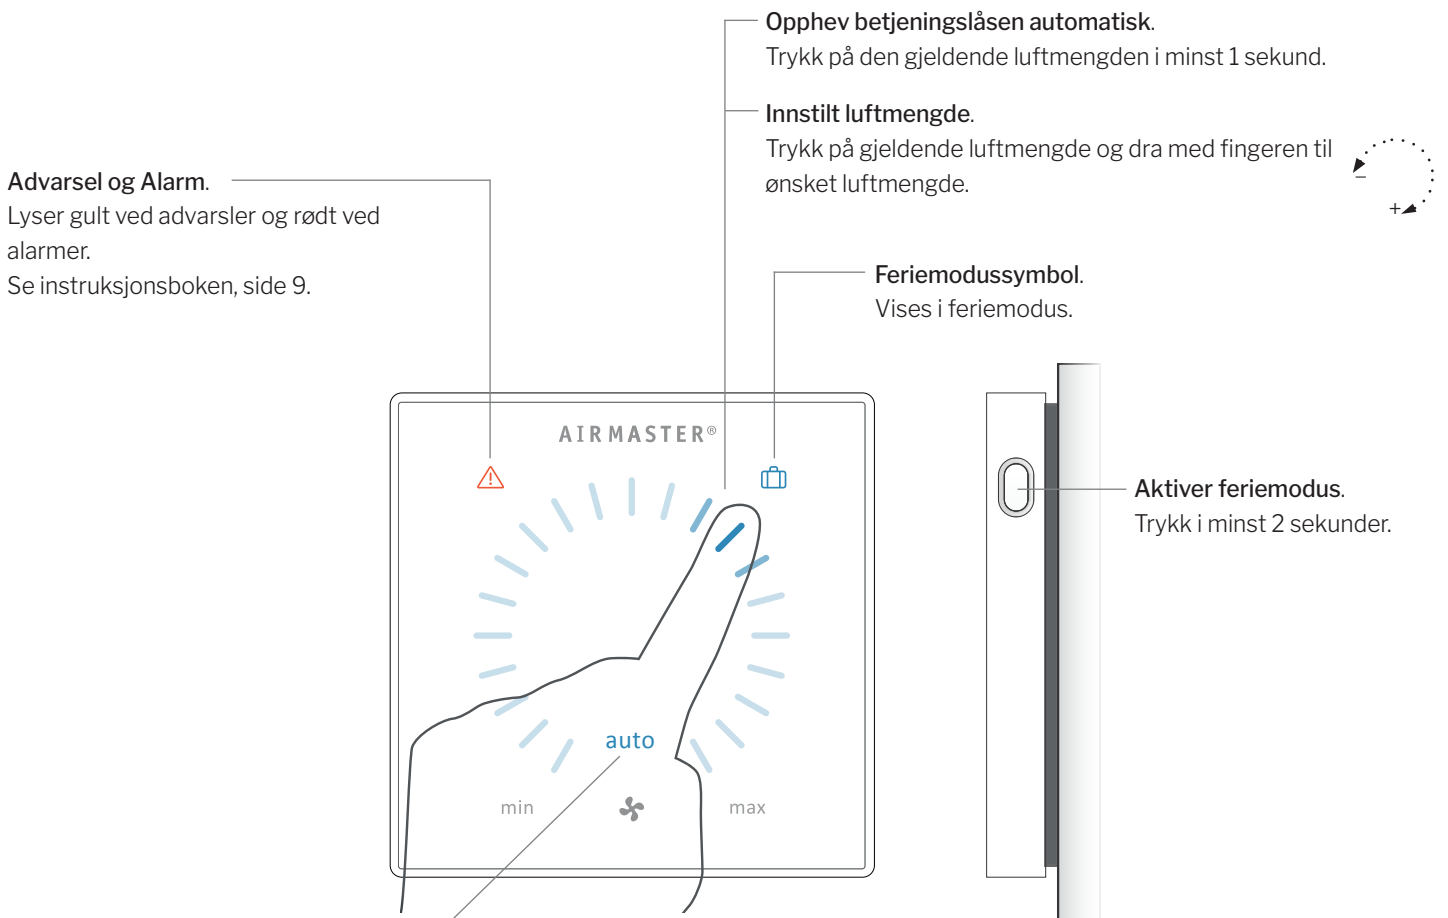 Opphev betjeningslåsen automatisk.
Trykk på den gjeldende luftmengden i minst 1 sekund.
Innstilt luftmengde.
Trykk på gjeldende luftmengde og dra med fingeren til
ønsket luftmengde.
−
+
Advarsel og Alarm.
Lyser gult ved advarsler og rødt ved
alarmer.
Se instruksjonsboken, side 9.
Feriemodussymbol.
Vises i feriemodus.
AIRMASTER®
Aktiver feriemodus.
Trykk i minst 2 sekunder.
auto
min
max